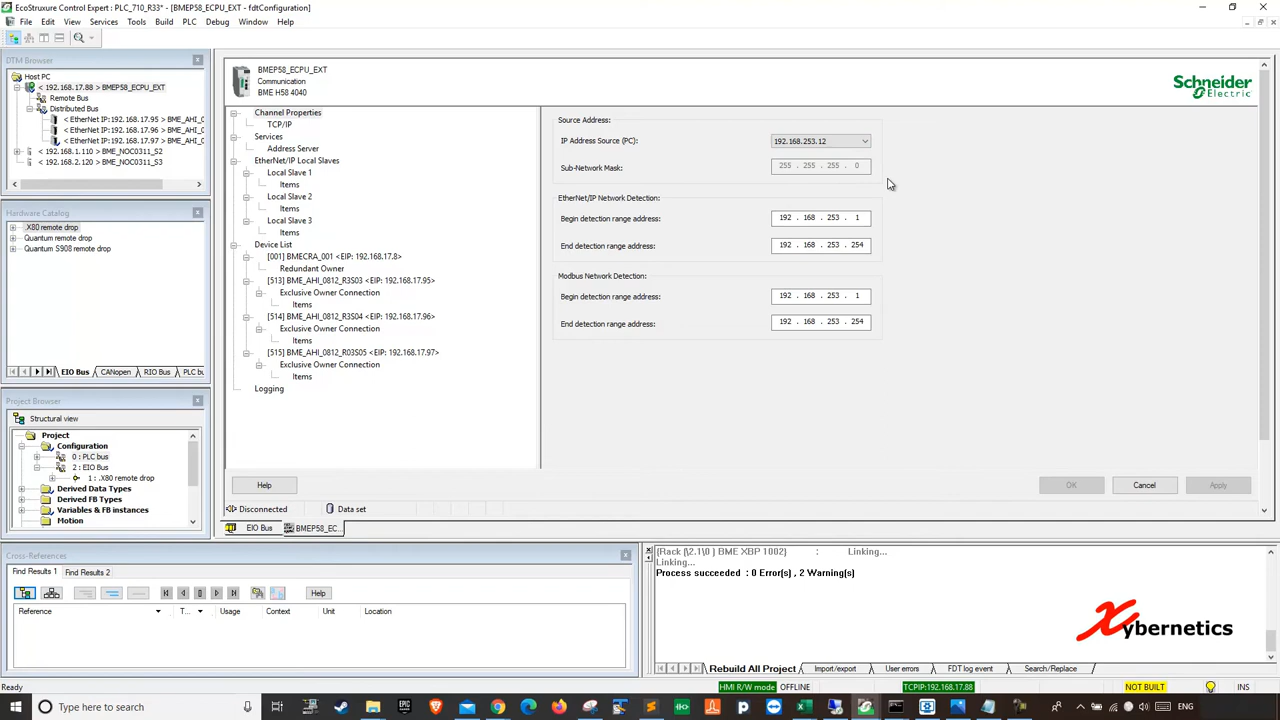 EcoStruxure Control Expert : PLC_710_R33* - [BMEP58_ECPU_EXT - fdtConfiguration]
File Edit View Services Tools Build PLC Debug Window Help
DTM Browser
Host PC
< 192.168.17.88 > BMEP58_ECPU_EXT
Remote Bus
Distributed Bus
< EtherNet IP:192.168.17.95 > BME_AHI_0812
< EtherNet IP:192.168.17.96 > BME_AHI_0812
< EtherNet IP:192.168.17.97 > BME_AHI_0812
< 192.168.1.110 > BME_NOC0311_S2
< 192.168.2.120 > BME_NOC0311_S3
Hardware Catalog
X80 remote drop
Quantum remote drop
Quantum S908 remote drop
EIO Bus CANopen RIO Bus PLC bu
Project Browser
Structural view
Project
Configuration
0 : PLC bus
2 : EIO Bus
1 : .X80 remote drop
Derived Data Types
Derived FB Types
Variables & FB instances
Motion
BMEP58_ECPU_EXT
Communication
BME H58 4040
Schneider
Electric
Channel Properties
TCP/IP
Services
Address Server
EtherNet/IP Local Slaves
Local Slave 1
Items
Local Slave 2
Items
Local Slave 3
Items
Device List
[001] BMECRA_001 <EIP: 192.168.17.8>
Redundant Owner
[513] BME_AHI_0812_R3S03 <EIP: 192.168.17.95>
Exclusive Owner Connection
Items
[514] BME_AHI_0812_R3S04 <EIP: 192.168.17.96>
Exclusive Owner Connection
Items
[515] BME_AHI_0812_R03S05 <EIP: 192.168.17.97>
Exclusive Owner Connection
Items
Logging
Source Address:
IP Address Source (PC): 192.168.253.12
Sub-Network Mask: 255 . 255 . 255 . 0
EtherNet/IP Network Detection:
Begin detection range address: 192 . 168 . 253 . 1
End detection range address: 192 . 168 . 253 . 254
Modbus Network Detection:
Begin detection range address: 192 . 168 . 253 . 1
End detection range address: 192 . 168 . 253 . 254
Help OK Cancel Apply
Disconnected Data set
EIO Bus BMEP58_EC...
Cross-References
Find Results 1 Find Results 2
Help
Reference T... Usage Context Unit Location
{Rack (\2.1\0 ) BME XBP 1002} : Linking...
Linking...
Process succeeded : 0 Error(s) , 2 Warning(s)
Xybernetics
Rebuild All Project Import/export User errors FDT log event Search/Replace
Ready HMI R/W mode OFFLINE TCPIP:192.168.17.88 NOT BUILT INS
Type here to search
ENG